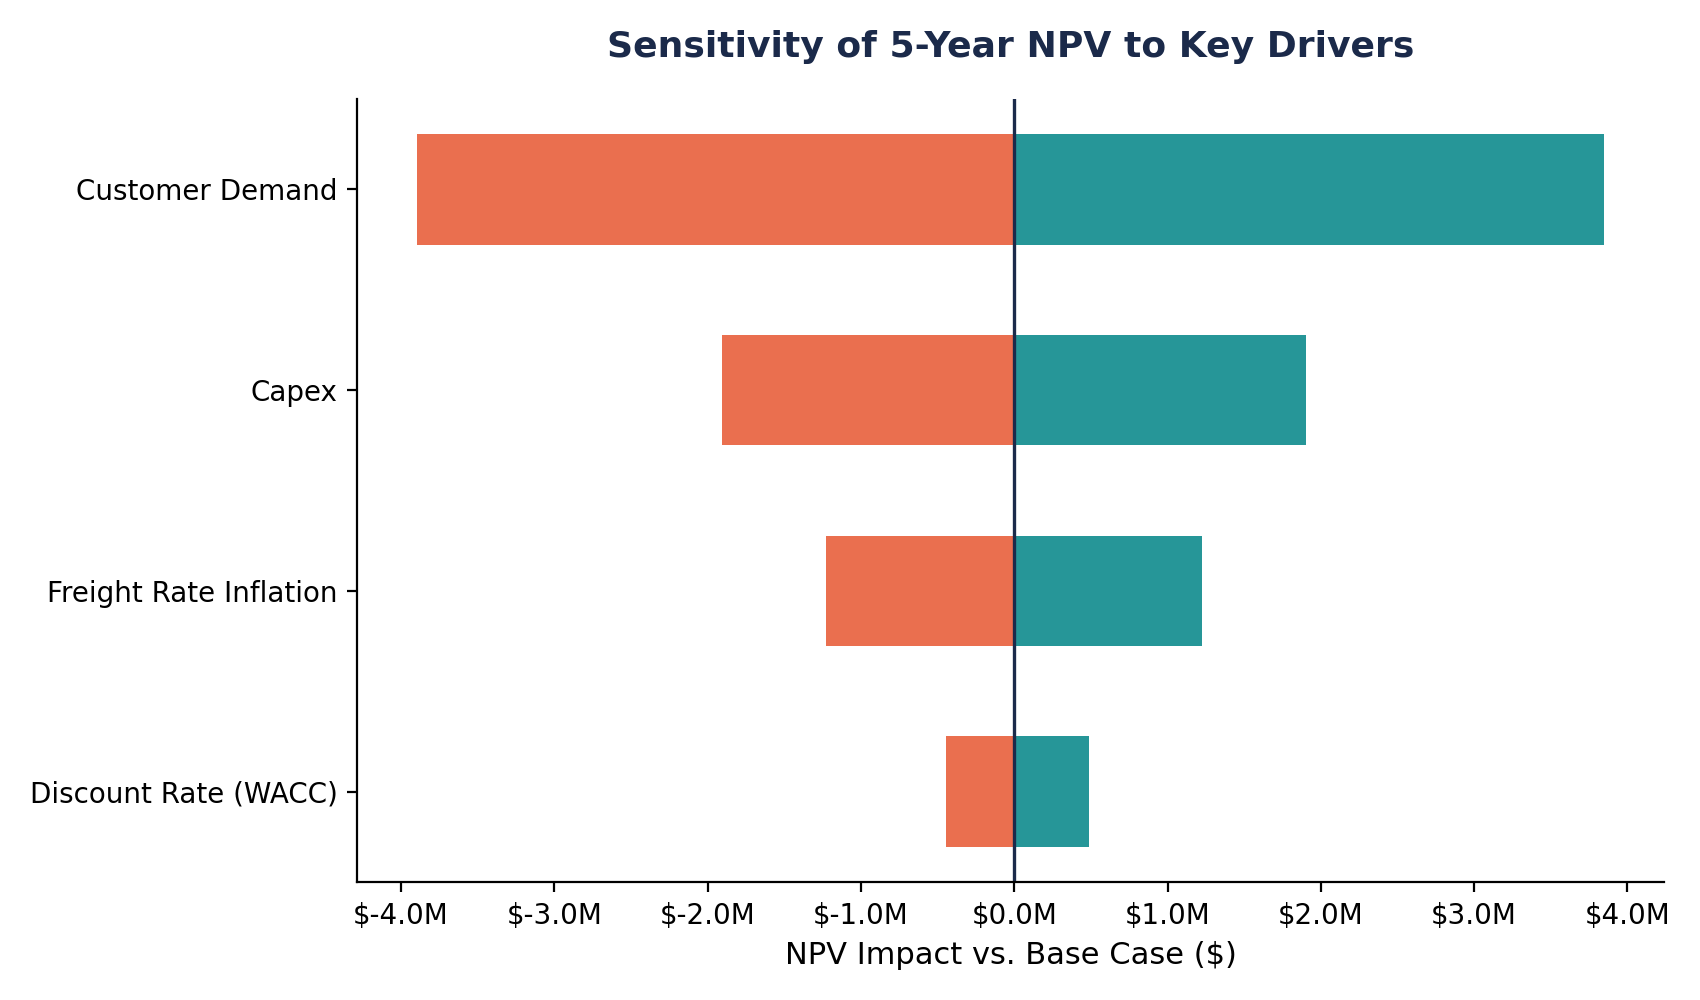 Sensitivity of 5-Year NPV to Key Drivers
Customer Demand
Capex
Freight Rate Inflation
Discount Rate (WACC)
$-4.0M $-3.0M $-2.0M $-1.0M $0.0M $1.0M $2.0M $3.0M $4.0M
NPV Impact vs. Base Case ($)